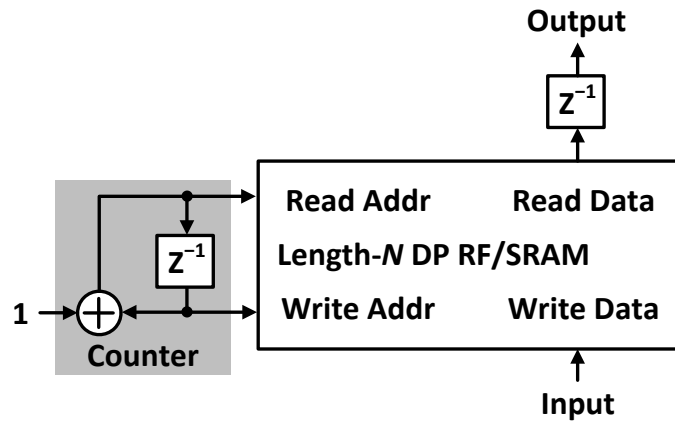 Output
Z⁻¹
Read Addr Read Data
Z⁻¹
Length-N DP RF/SRAM
1
Write Addr Write Data
Counter
Input